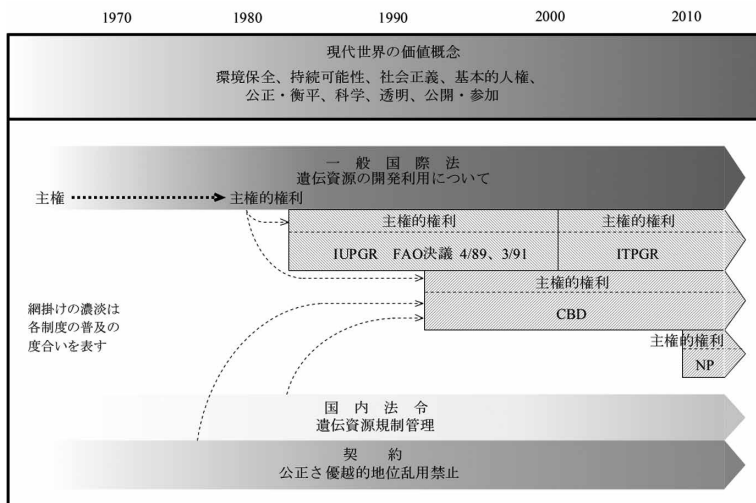 1970 1980 1990 2000 2010
現代世界の価値概念
環境保全、持続可能性、社会正義、基本的人権、
公正・衡平、科学、透明、公開・参加
一般国際法
遺伝資源の開発利用について
主権 主権的権利
主権的権利 主権的権利
IUPGR FAO決議 4/89、3/91 ITPGR
主権的権利
CBD
網掛けの濃淡は
各制度の普及の
度合いを表す
主権的権利
NP
国内法令
遺伝資源規制管理
契約
公正さ優越的地位乱用禁止